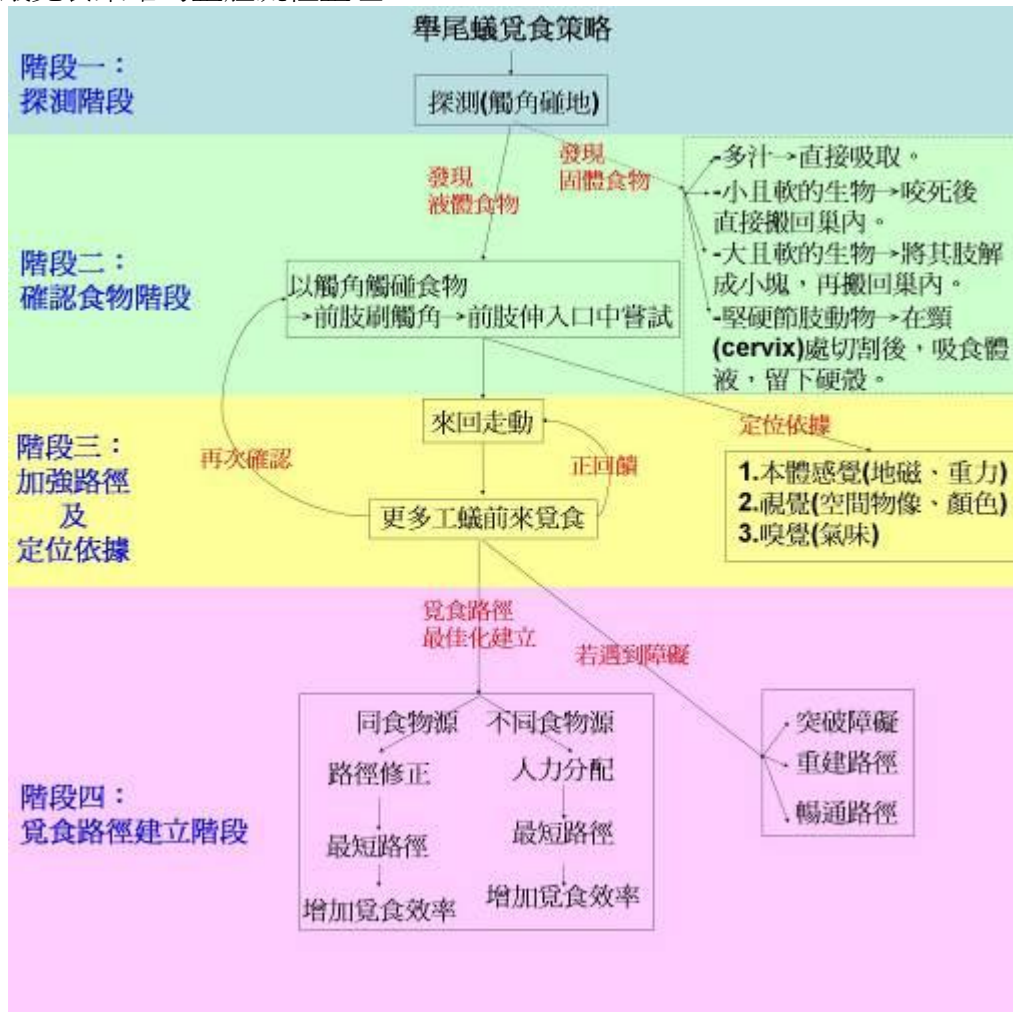 舉尾蟻覓食策略
階段一：
探測階段
探測(觸角碰地)
發現
液體食物
發現
固體食物
-多汁→直接吸取。
-小且軟的生物→咬死後
直接搬回巢內。
-大且軟的生物→將其肢解
成小塊，再搬回巢內。
-堅硬節肢動物→在頸
(cervix)處切割後，吸食體
液，留下硬殼。
階段二：
確認食物階段
以觸角觸碰食物
→前肢刷觸角→前肢伸入口中嘗試
階段三：
加強路徑
及
定位依據
來回走動
再次確認
正回饋
更多工蟻前來覓食
定位依據
1.本體感覺(地磁、重力)
2.視覺(空間物像、顏色)
3.嗅覺(氣味)
覓食路徑
最佳化建立
若遇到障礙
階段四：
覓食路徑建立階段
同食物源 不同食物源
路徑修正 人力分配
最短路徑 最短路徑
增加覓食效率 增加覓食效率
突破障礙
重建路徑
暢通路徑